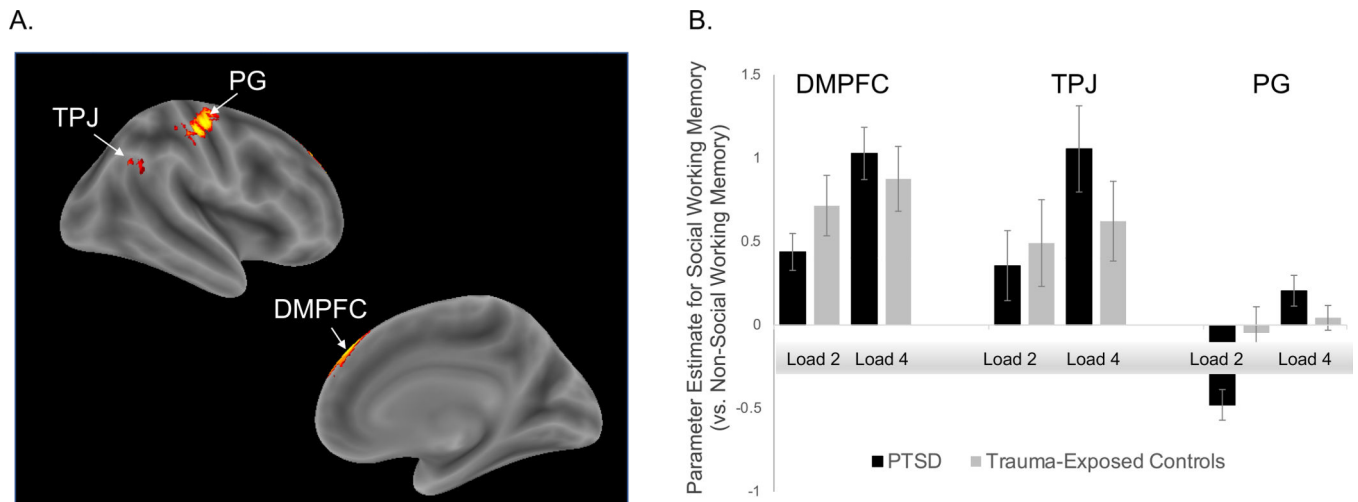 A.
PG
TPJ
DMPFC
B.
Parameter Estimate for Social Working Memory
(vs. Non-Social Working Memory)
1.5
1
0.5
0
-0.5
-1
DMPFC
TPJ
PG
Load 2
Load 4
Load 2
Load 4
Load 2
Load 4
PTSD
Trauma-Exposed Controls